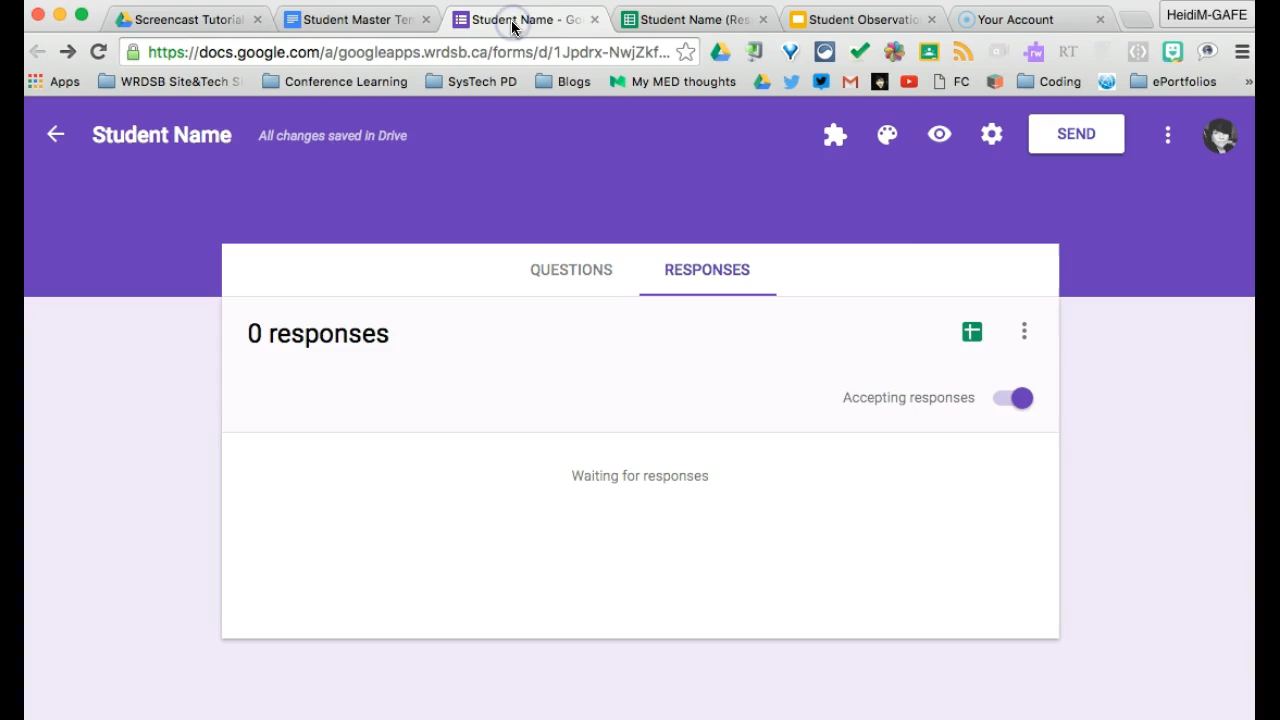 Screencast Tutorial
Student Master Ten
Student Name - Go
Student Name (Res
Student Observatio
Your Account
HeidiM-GAFE
https://docs.google.com/a/googleapps.wrdsb.ca/forms/d/1Jpdrx-NwjZkf...
RT
Apps
WRDSB Site&Tech S
Conference Learning
SysTech PD
Blogs
My MED thoughts
FC
Coding
ePortfolios
»
Student Name
All changes saved in Drive
SEND
QUESTIONS
RESPONSES
0 responses
Accepting responses
Waiting for responses